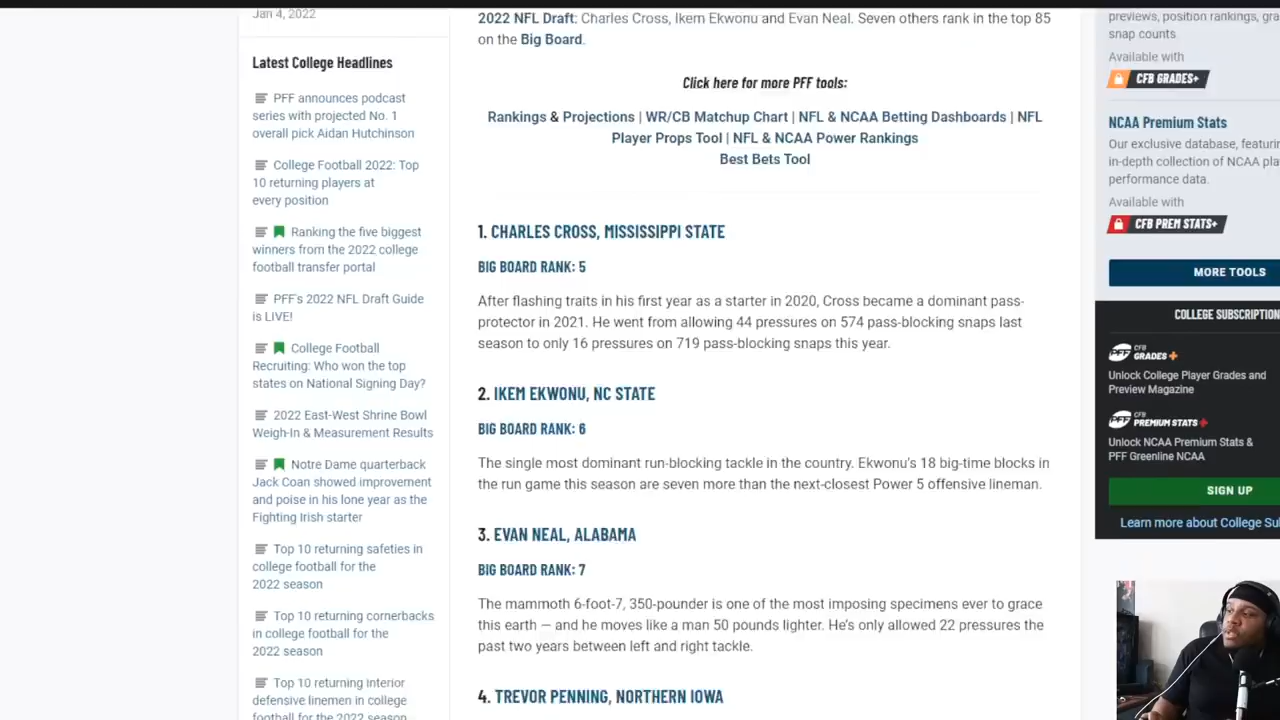 Jan 4, 2022
Latest College Headlines
PFF announces podcast
series with projected No. 1
overall pick Aidan Hutchinson
College Football 2022: Top
10 returning players at
every position
Ranking the five biggest
winners from the 2022 college
football transfer portal
PFF's 2022 NFL Draft Guide
is LIVE!
College Football
Recruiting: Who won the top
states on National Signing Day?
2022 East-West Shrine Bowl
Weigh-In & Measurement Results
Notre Dame quarterback
Jack Coan showed improvement
and poise in his lone year as the
Fighting Irish starter
Top 10 returning safeties in
college football for the
2022 season
Top 10 returning cornerbacks
in college football for the
2022 season
Top 10 returning interior
defensive linemen in college
football for the 2022 season
2022 NFL Draft: Charles Cross, Ikem Ekwonu and Evan Neal. Seven others rank in the top 85
on the Big Board.
Click here for more PFF tools:
Rankings & Projections | WR/CB Matchup Chart | NFL & NCAA Betting Dashboards | NFL
Player Props Tool | NFL & NCAA Power Rankings
Best Bets Tool
1. CHARLES CROSS, MISSISSIPPI STATE
BIG BOARD RANK: 5
After flashing traits in his first year as a starter in 2020, Cross became a dominant pass-
protector in 2021. He went from allowing 44 pressures on 574 pass-blocking snaps last
season to only 16 pressures on 719 pass-blocking snaps this year.
2. IKEM EKWONU, NC STATE
BIG BOARD RANK: 6
The single most dominant run-blocking tackle in the country. Ekwonu's 18 big-time blocks in
the run game this season are seven more than the next-closest Power 5 offensive lineman.
3. EVAN NEAL, ALABAMA
BIG BOARD RANK: 7
The mammoth 6-foot-7, 350-pounder is one of the most imposing specimens ever to grace
this earth — and he moves like a man 50 pounds lighter. He's only allowed 22 pressures the
past two years between left and right tackle.
4. TREVOR PENNING, NORTHERN IOWA
previews, position rankings, gra
snap counts.
Available with
CFB GRADES+
NCAA Premium Stats
Our exclusive database, featurin
in-depth collection of NCAA pla
performance data.
Available with
CFB PREM STATS+
MORE TOOLS
COLLEGE SUBSCRIPTION
PFF CFB GRADES+
Unlock College Player Grades and
Preview Magazine
PFF CFB PREMIUM STATS+
Unlock NCAA Premium Stats &
PFF Greenline NCAA
SIGN UP
Learn more about College Su